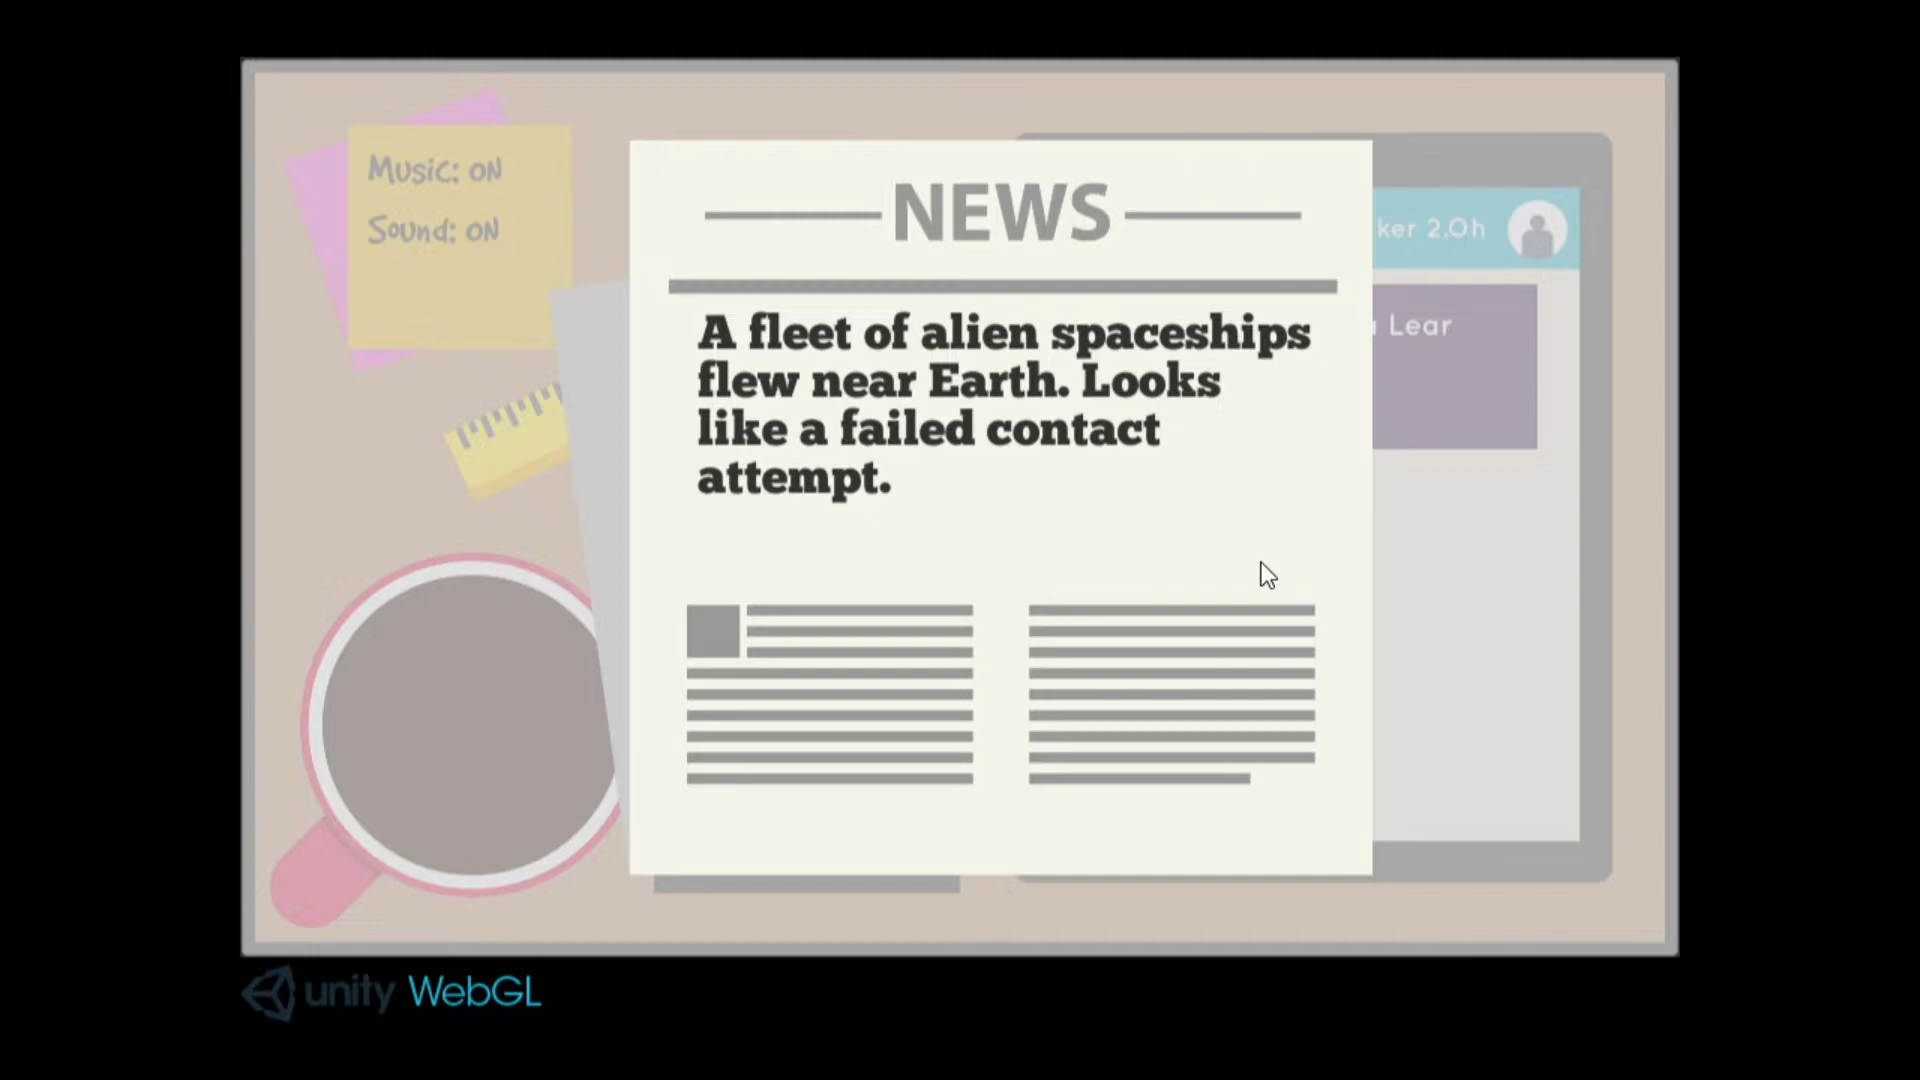 Music: ON
Sound: ON
NEWS
A fleet of alien spaceships
flew near Earth. Looks
like a failed contact
attempt.
ker 2.0h
Lear
unity WebGL